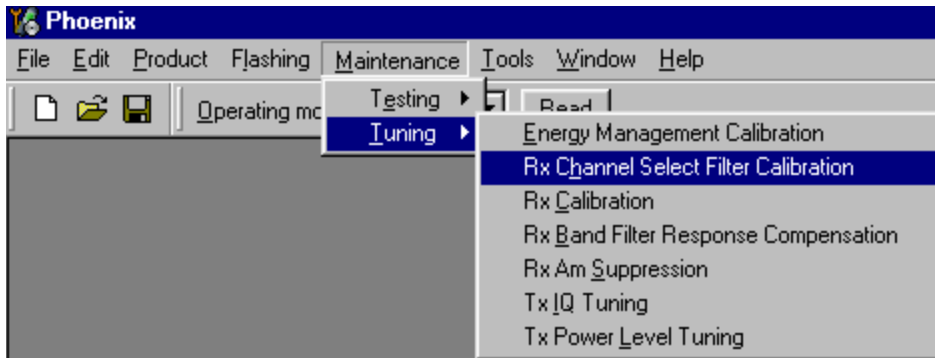 Phoenix
File Edit Product Flashing Maintenance Tools Window Help
Operating mo Read
Testing
Tuning
Energy Management Calibration
Rx Channel Select Filter Calibration
Rx Calibration
Rx Band Filter Response Compensation
Rx Am Suppression
Tx IQ Tuning
Tx Power Level Tuning